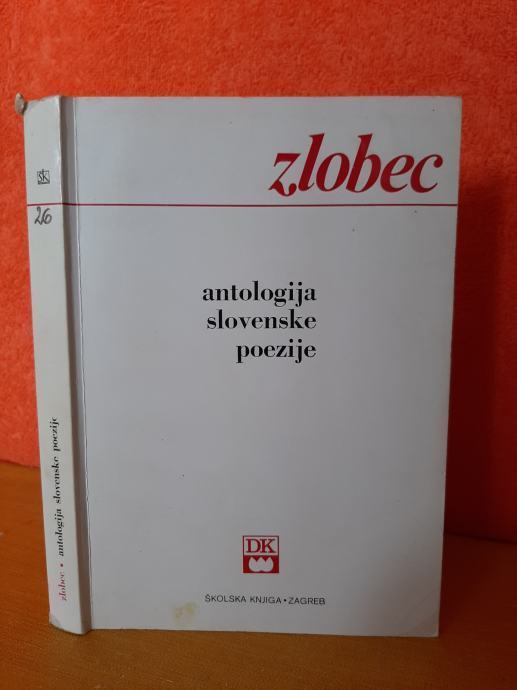 zlobec
antologija
slovenske
poezije
DK
ŠKOLSKA KNJIGA • ZAGREB
ŠK
26
zlobec • antologija slovenske poezije